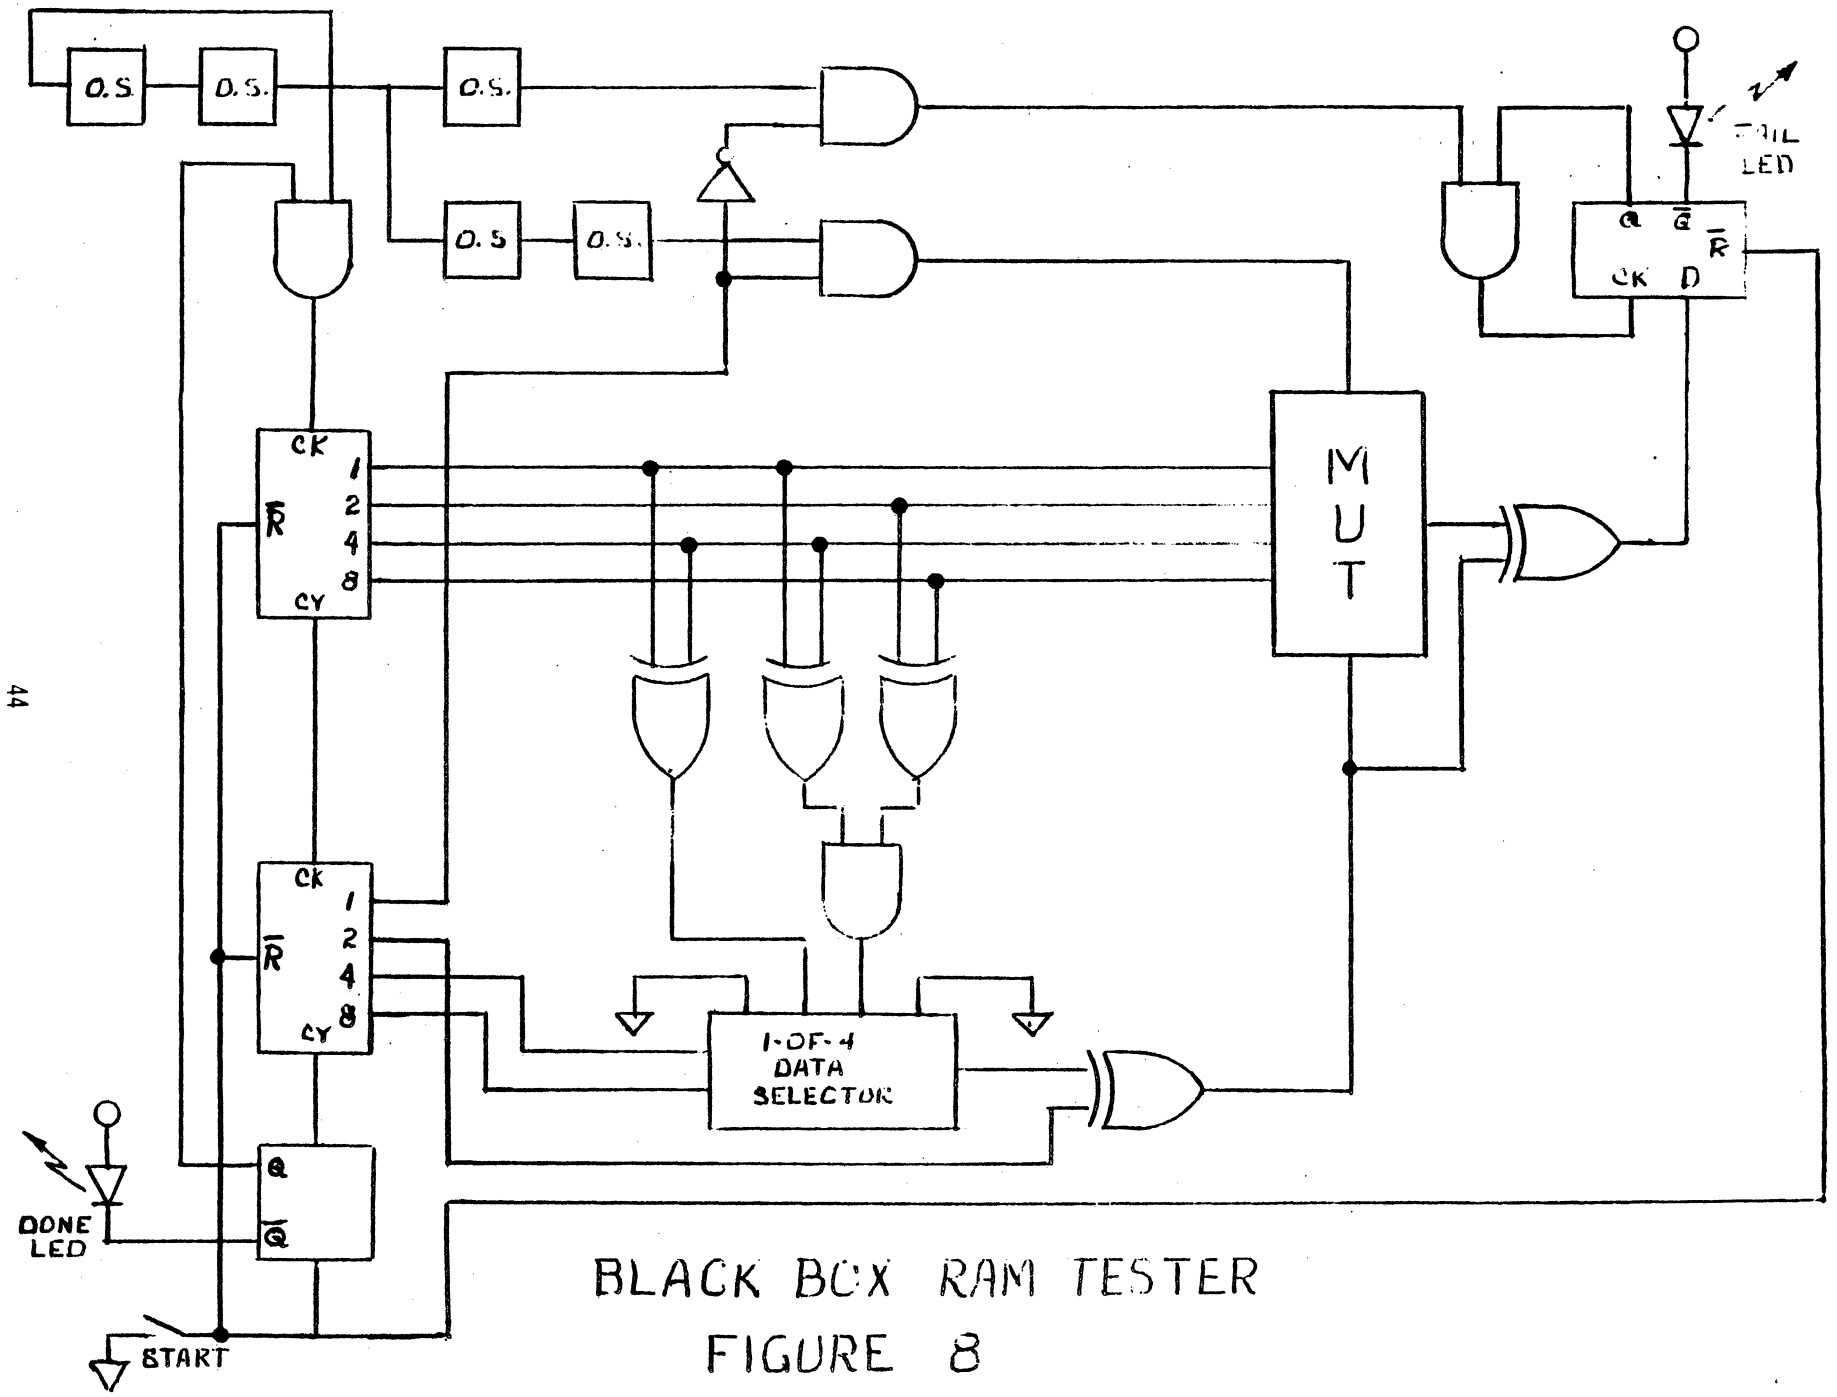 O.S
O.S.
O.S.
FAIL
LED
O.S
O.S.
Q
Q̅
R̅
CK
D
CK
1
2
4
8
R̅
CY
M
U
T
44
CK
1
2
4
8
R̅
CY
1-OF-4
DATA
SELECTOR
Q
Q̅
DONE
LED
START
BLACK BOX RAM TESTER
FIGURE 8